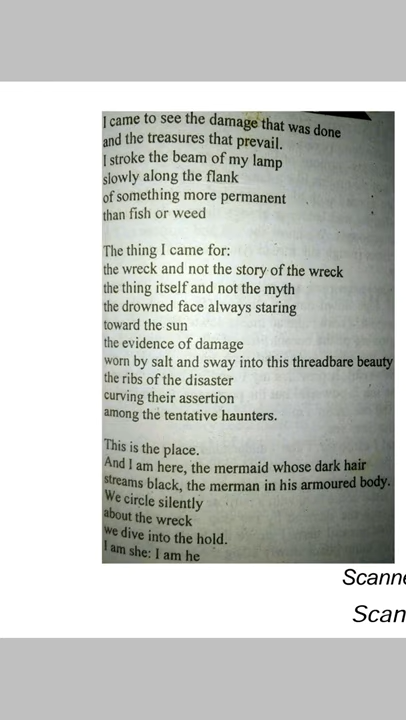 I came to see the damage that was done
and the treasures that prevail.
I stroke the beam of my lamp
slowly along the flank
of something more permanent
than fish or weed
The thing I came for:
the wreck and not the story of the wreck
the thing itself and not the myth
the drowned face always staring
toward the sun
the evidence of damage
worn by salt and sway into this threadbare beauty
the ribs of the disaster
curving their assertion
among the tentative haunters.
This is the place.
And I am here, the mermaid whose dark hair
streams black, the merman in his armoured body.
We circle silently
about the wreck
we dive into the hold.
I am she: I am he
Scanne
Scan